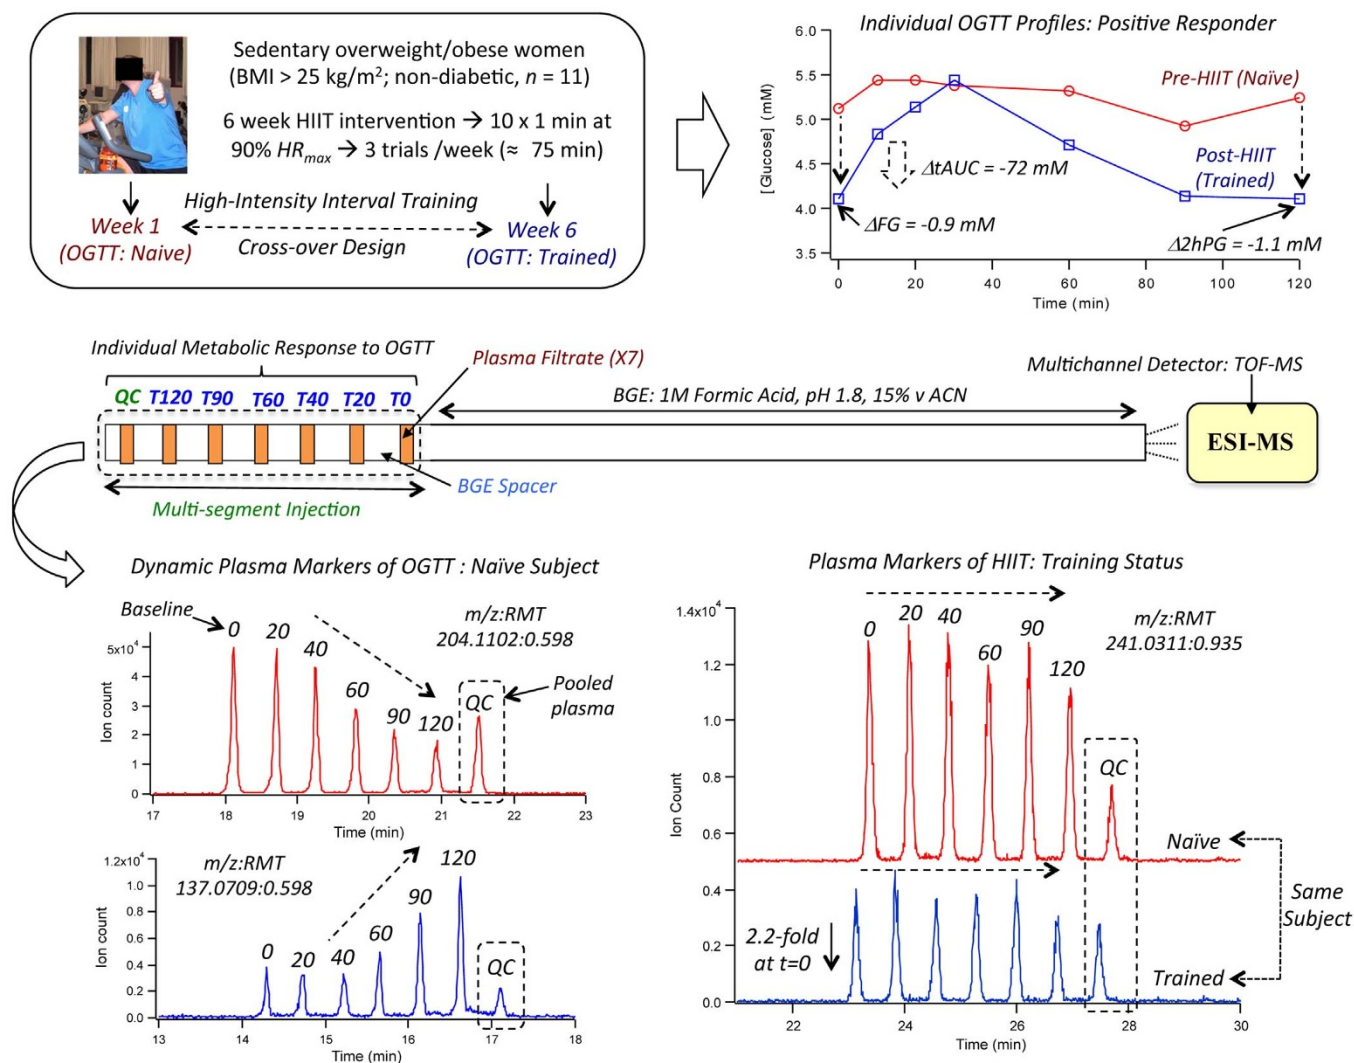 Sedentary overweight/obese women
(BMI > 25 kg/m²; non-diabetic, n = 11)
6 week HIIT intervention → 10 x 1 min at
90% HRmax → 3 trials /week (≈ 75 min)
High-Intensity Interval Training
Week 1
(OGTT: Naive)
Cross-over Design
Week 6
(OGTT: Trained)
Individual OGTT Profiles: Positive Responder
6.0
5.5
5.0
4.5
4.0
3.5
[Glucose] (mM)
Pre-HIIT (Naïve)
Post-HIIT
(Trained)
ΔtAUC = -72 mM
ΔFG = -0.9 mM
Δ2hPG = -1.1 mM
0 20 40 60 80 100 120
Time (min)
Individual Metabolic Response to OGTT
QC T120 T90 T60 T40 T20 T0
Plasma Filtrate (X7)
BGE: 1M Formic Acid, pH 1.8, 15% v ACN
Multichannel Detector: TOF-MS
ESI-MS
BGE Spacer
Multi-segment Injection
Dynamic Plasma Markers of OGTT : Naïve Subject
Baseline
m/z:RMT
204.1102:0.598
0 20 40 60 90 120 QC
Pooled
plasma
5x10⁴
4
3
2
1
0
Ion count
17 18 19 20 21 22 23
Time (min)
m/z:RMT
137.0709:0.598
0 20 40 60 90 120 QC
1.2x10⁴
1.0
0.8
0.6
0.4
0.2
0.0
Ion count
13 14 15 16 17 18
Time (min)
Plasma Markers of HIIT: Training Status
m/z:RMT
241.0311:0.935
0 20 40 60 90 120
QC
1.4x10⁴
1.2
1.0
0.8
0.6
0.4
0.2
0.0
Ion Count
Naïve
Same
Subject
Trained
2.2-fold
at t=0
22 24 26 28 30
Time (min)